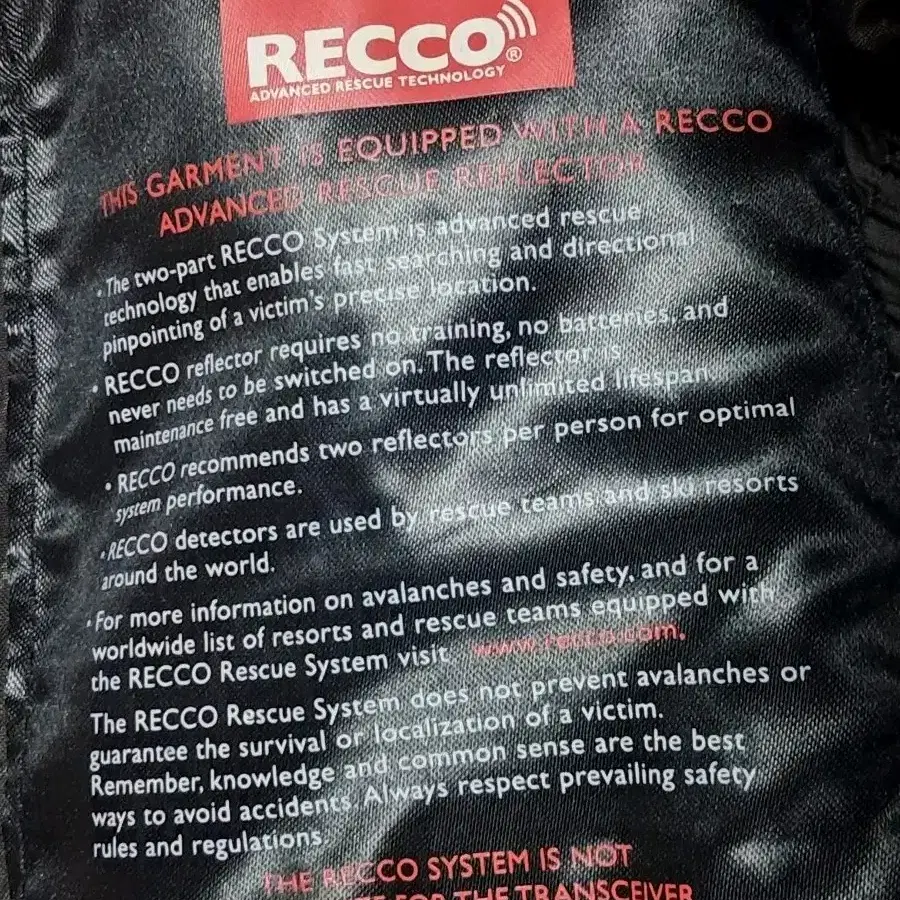 RECCO®
ADVANCED RESCUE TECHNOLOGY
THIS GARMENT IS EQUIPPED WITH A RECCO
ADVANCED RESCUE REFLECTOR
• The two-part RECCO System is advanced rescue
technology that enables fast searching and directional
pinpointing of a victim's precise location.
• RECCO reflector requires no training, no batteries, and
never needs to be switched on. The reflector is
maintenance free and has a virtually unlimited lifespan.
• RECCO recommends two reflectors per person for optimal
system performance.
• RECCO detectors are used by rescue teams and ski resorts
around the world.
• For more information on avalanches and safety, and for a
worldwide list of resorts and rescue teams equipped with
the RECCO Rescue System visit: www.recco.com.
The RECCO Rescue System does not prevent avalanches or
guarantee the survival or localization of a victim.
Remember, knowledge and common sense are the best
ways to avoid accidents. Always respect prevailing safety
rules and regulations.
THE RECCO SYSTEM IS NOT
FOR THE TRANSCEIVER